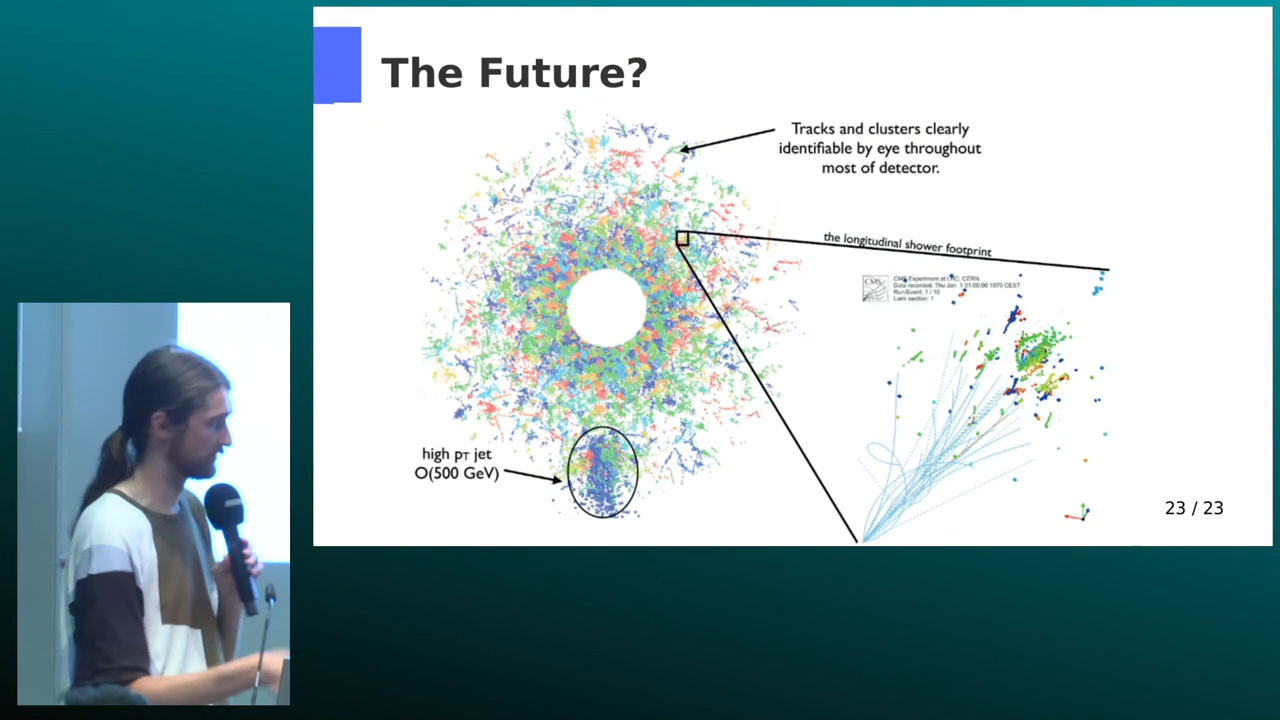 The Future?
Tracks and clusters clearly
identifiable by eye throughout
most of detector.
the longitudinal shower footprint
CMS
CMS Experiment at LHC, CERN
Data recorded: Thu Jan 1 01:00:00 1970 CEST
Run/Event: 1 / 10
Lumi section: 1
high pT jet
O(500 GeV)
23 / 23